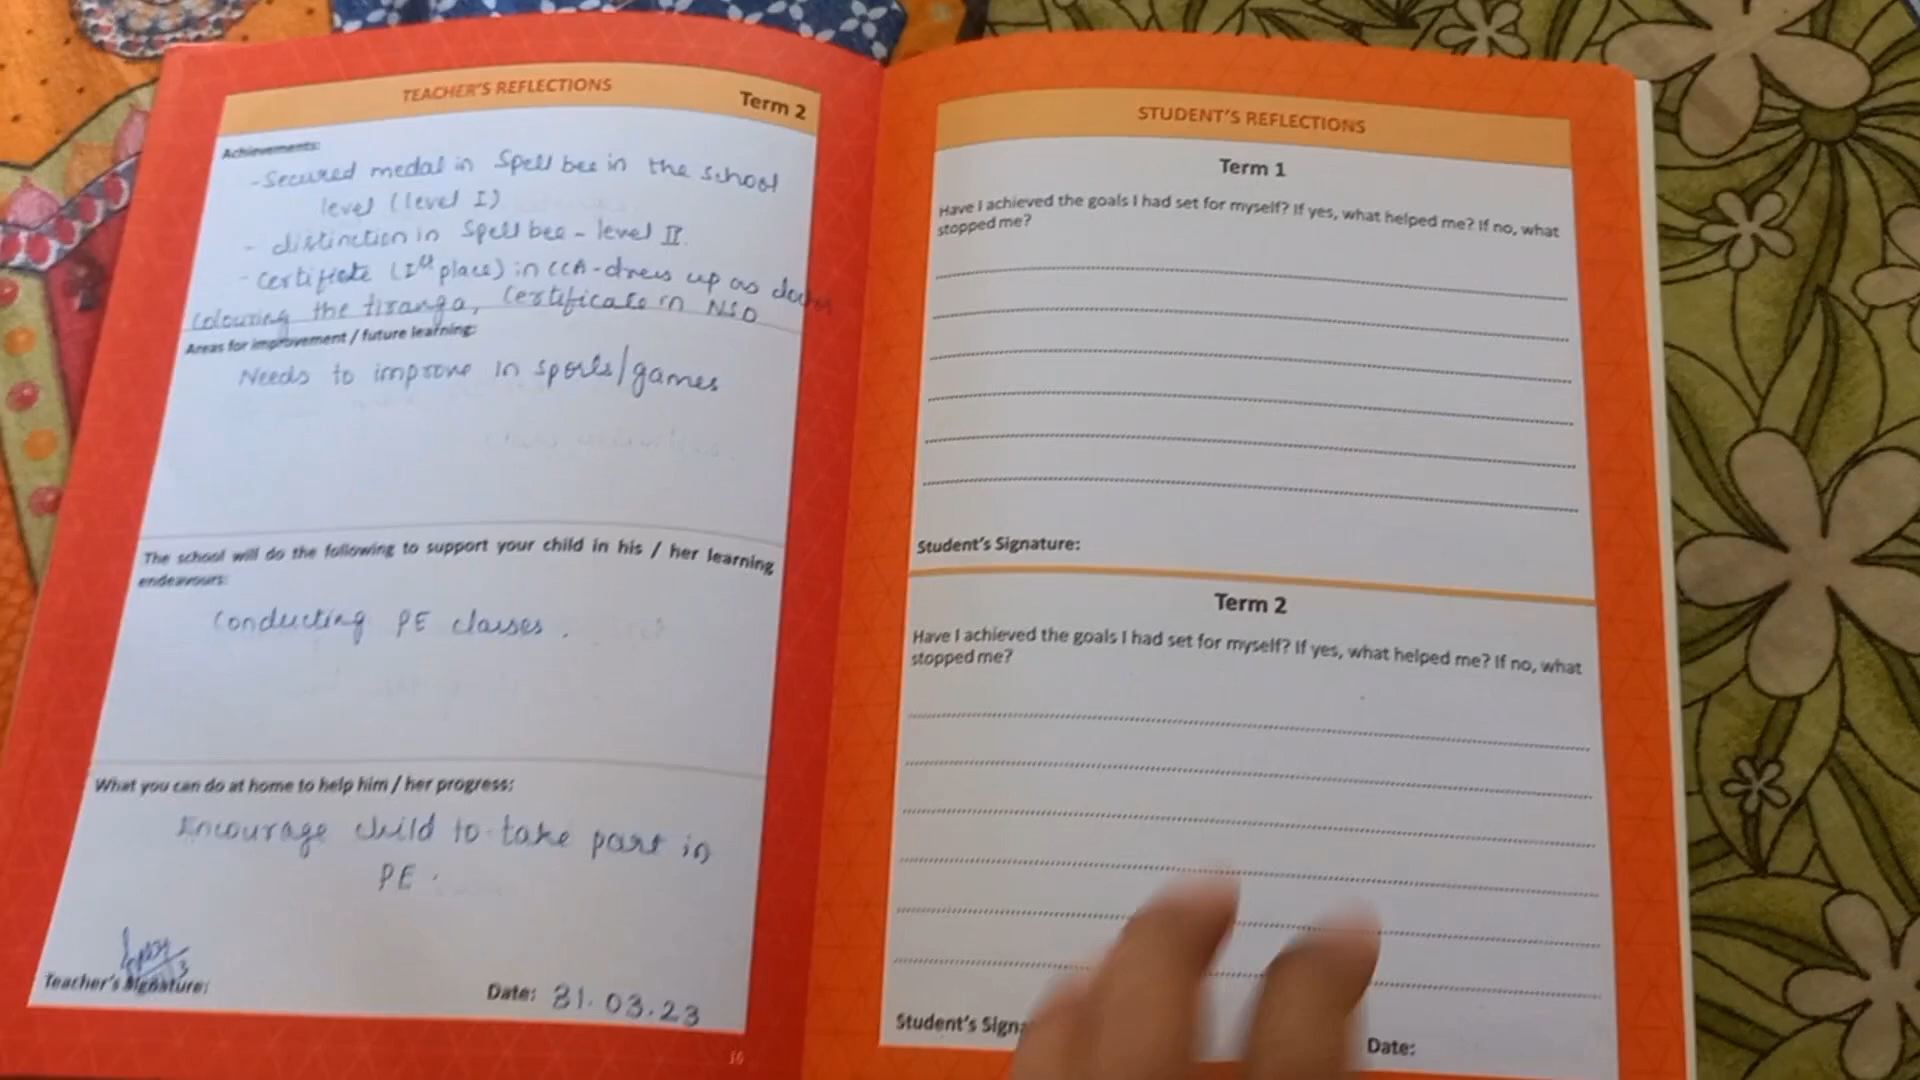 TEACHER'S REFLECTIONS
Term 2
Achievements:
-Secured medal in Spell bee in the school
level (level I)
- distinction in Spell bee - level II.
- certificate (Ist place) in CCA - dress up as
colouring the tiranga, Certificate in NSO
Areas for improvement / future learning:
Needs to improve in sports/games
The school will do the following to support your child in his / her learning
endeavours:
Conducting PE classes.
What you can do at home to help him / her progress:
Encourage child to take part in
PE.
Teacher's Signature:
Date: 31.03.23
16
STUDENT'S REFLECTIONS
Term 1
Have I achieved the goals I had set for myself? If yes, what helped me? If no, what
stopped me?
Student's Signature:
Term 2
Have I achieved the goals I had set for myself? If yes, what helped me? If no, what
stopped me?
Student's
Date: